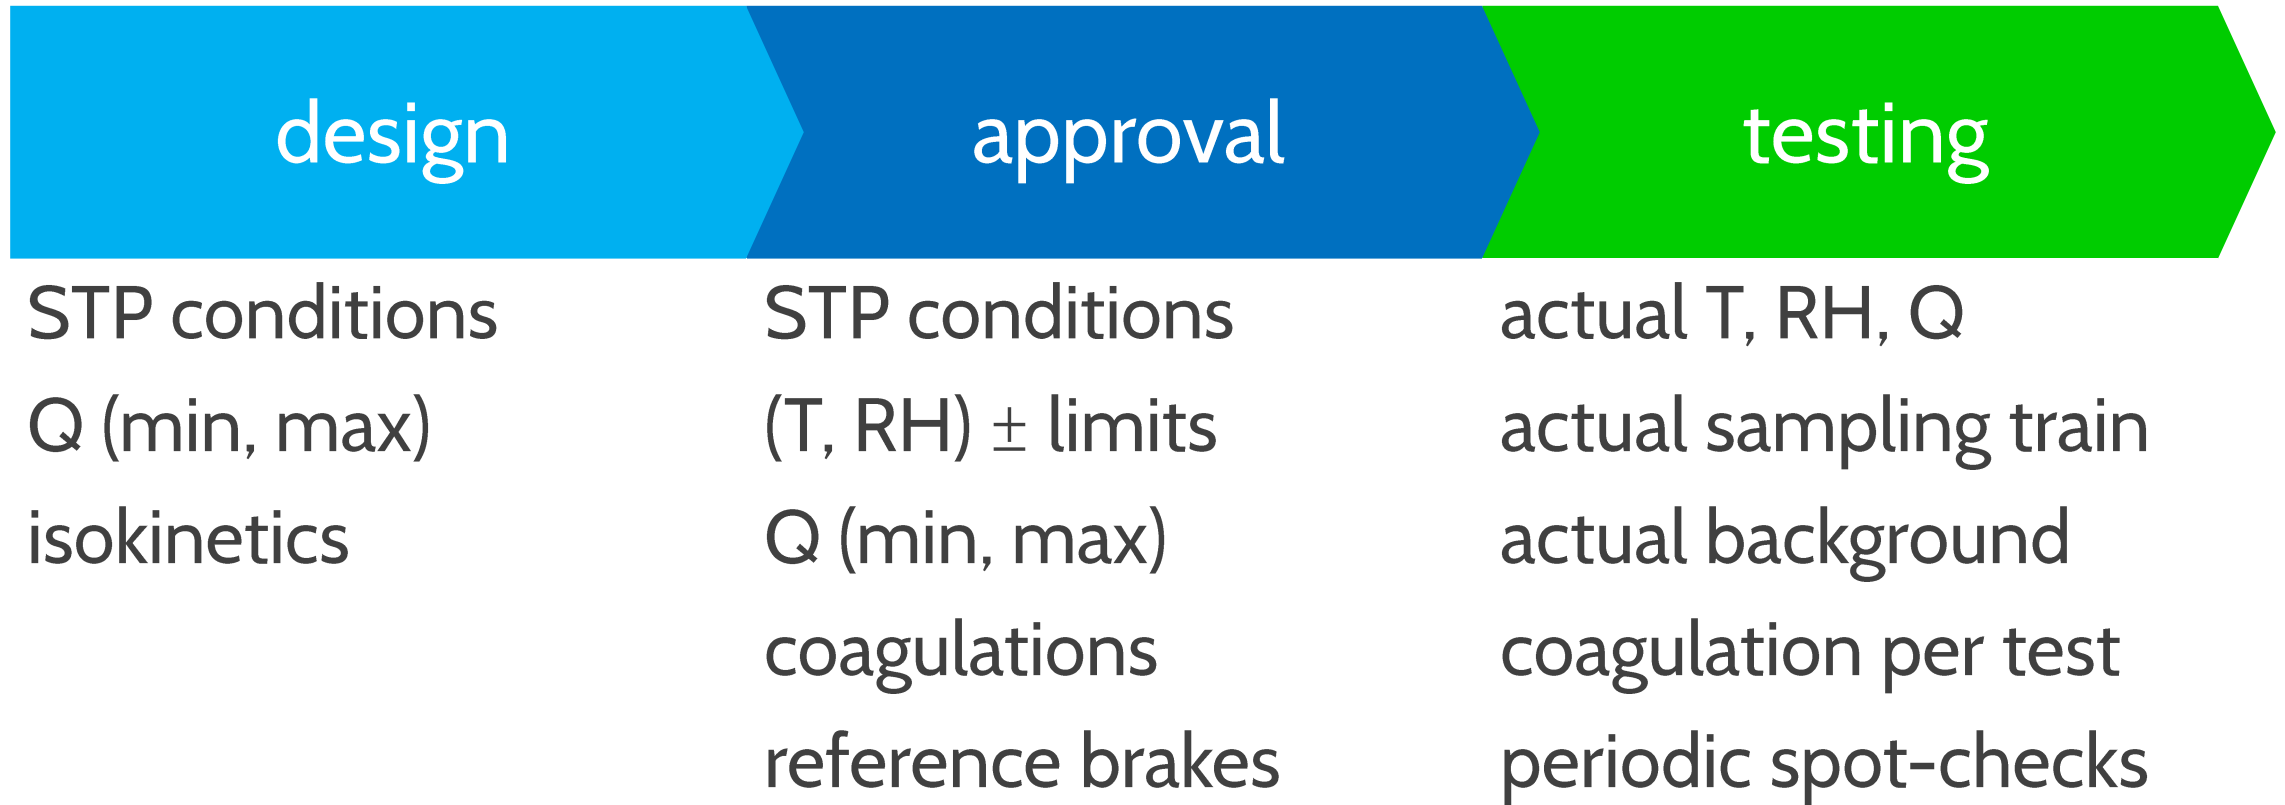 design
approval
testing
STP conditions
Q (min, max)
isokinetics
STP conditions
(T, RH) ± limits
Q (min, max)
coagulations
reference brakes
actual T, RH, Q
actual sampling train
actual background
coagulation per test
periodic spot-checks